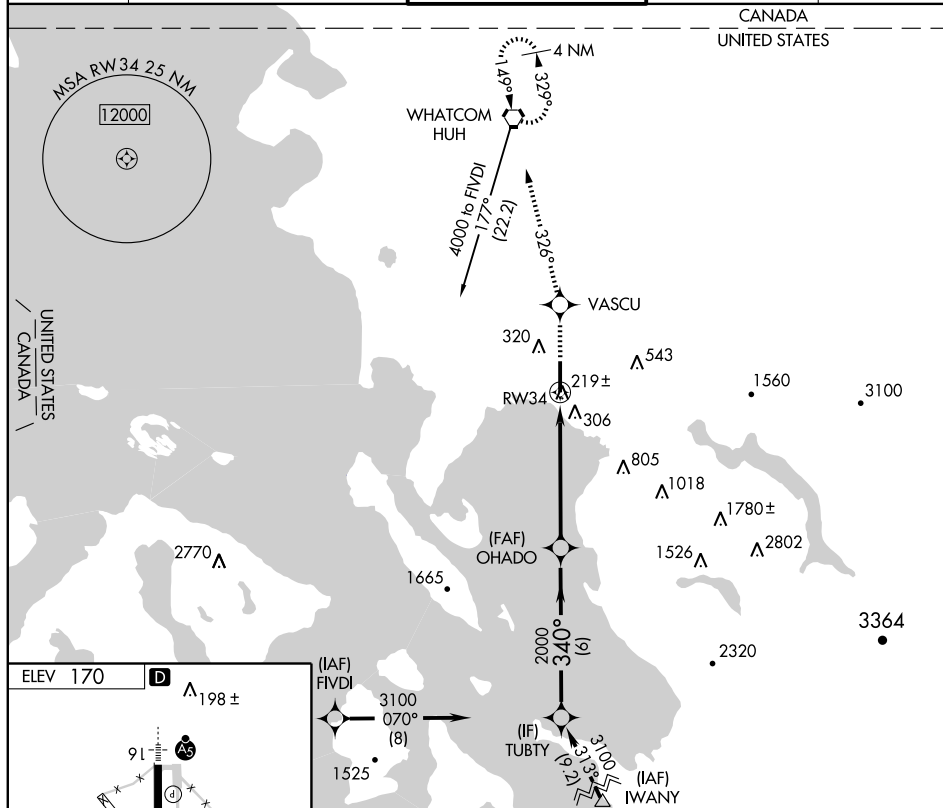 CANADA
UNITED STATES
MSA RW34 25 NM
12000
4 NM
149°
329°
WHATCOM
HUH
4000 to FIVDI
177°
(22.2)
326°
VASCU
UNITED STATES
CANADA
320
543
219±
RW34
306
1560
3100
805
1018
1780±
2802
1526
(FAF)
OHADO
2770
1665
2000
340°
(6)
3364
2320
ELEV 170
D
198±
(IAF)
FIVDI
3100
070°
(8)
1525
(IF)
TUBTY
3100
313°
(9.2)
(IAF)
IWANY
16
A5
P